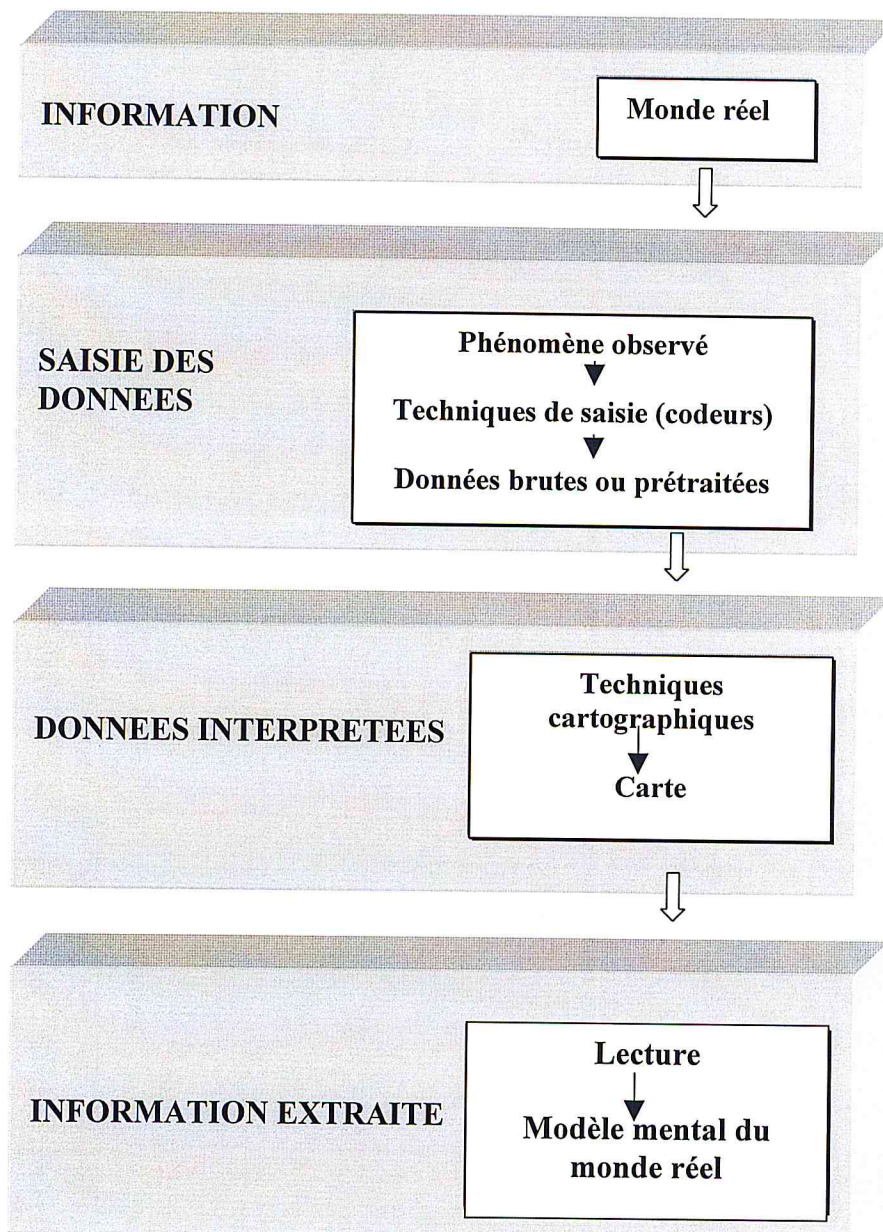 INFORMATION
Monde réel
SAISIE DES
DONNEES
Phénomène observé
Techniques de saisie (codeurs)
Données brutes ou prétraitées
DONNEES INTERPRETEES
Techniques
cartographiques
Carte
INFORMATION EXTRAITE
Lecture
Modèle mental du
monde réel